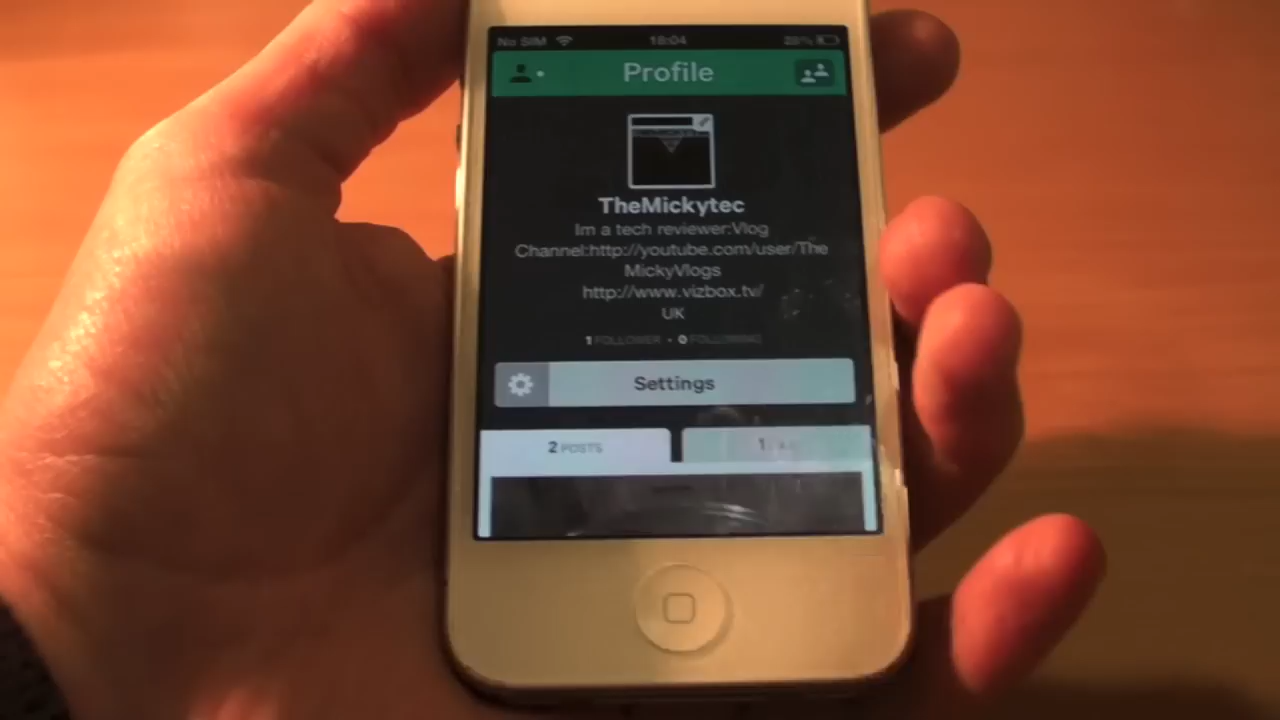 No SIM 18:04 28%
Profile
TheMickytec
Im a tech reviewer:Vlog
Channel:http://youtube.com/user/The
MickyVlogs
http://www.vizbox.tv/
UK
1 FOLLOWER • 0 FOLLOWING
Settings
2 POSTS
1